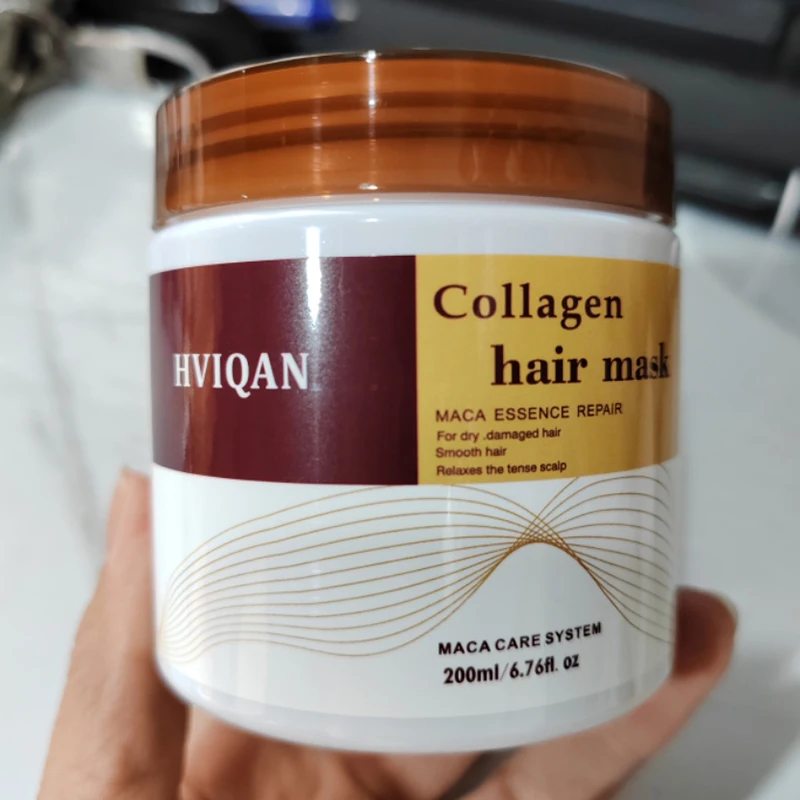 HVIQAN
Collagen
hair mask
MACA ESSENCE REPAIR
For dry .damaged hair
Smooth hair
Relaxes the tense scalp
MACA CARE SYSTEM
200ml/6.76fl. oz